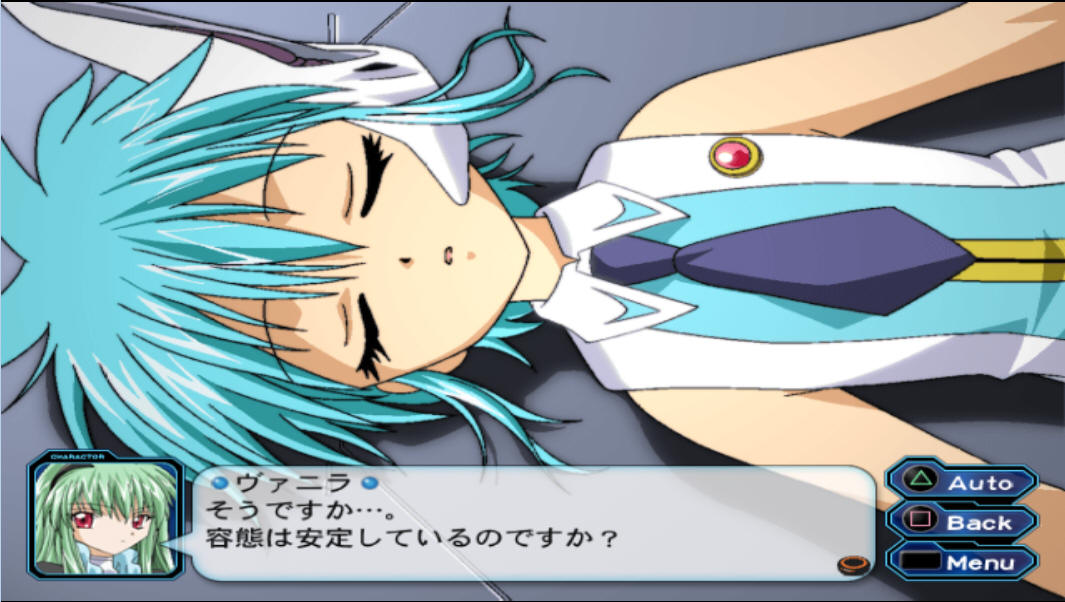 CHARACTOR
ヴァニラ
そうですか…。
容態は安定しているのですか？
Auto
Back
Menu